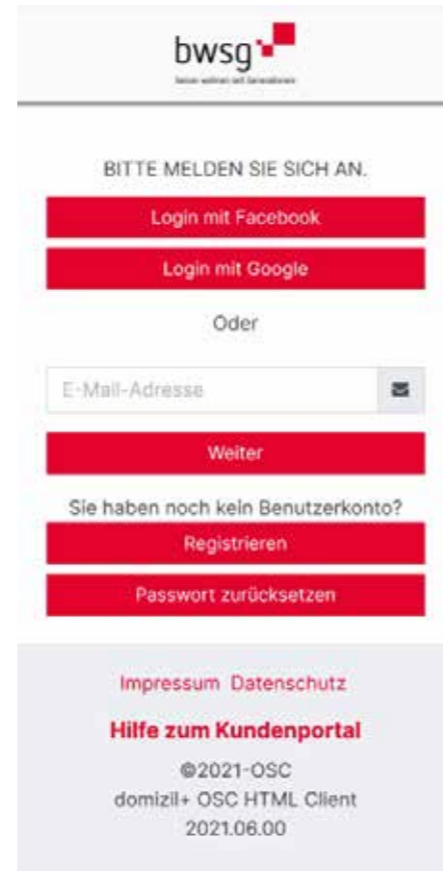 bwsg
BITTE MELDEN SIE SICH AN.
Login mit Facebook
Login mit Google
Oder
E-Mail-Adresse
Weiter
Sie haben noch kein Benutzerkonto?
Registrieren
Passwort zurücksetzen
Impressum Datenschutz
Hilfe zum Kundenportal
©2021-OSC
domizil+ OSC HTML Client
2021.06.00